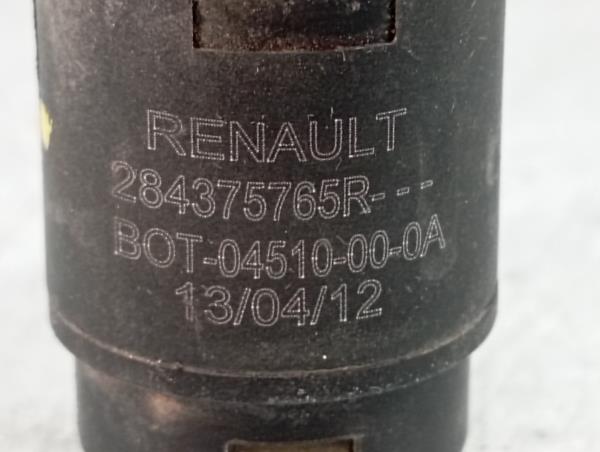 RENAULT
284375765R---
BOT-04510-00-0A
13/04/12